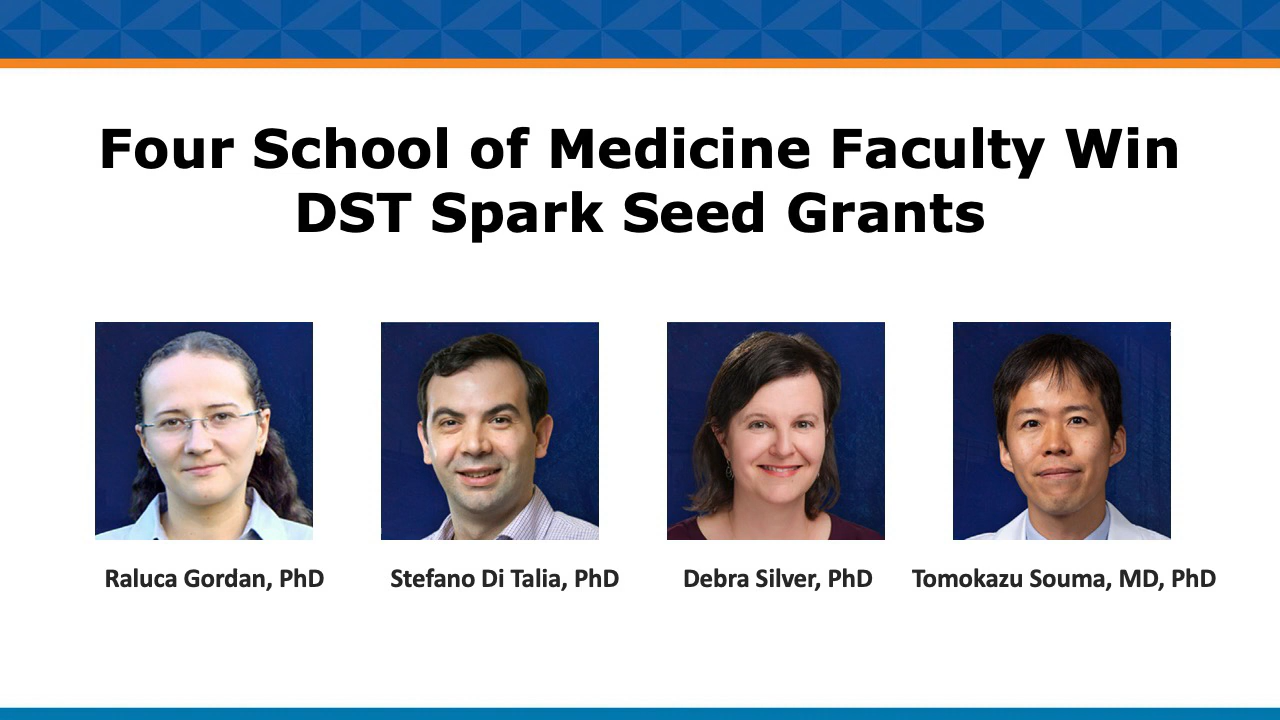 Four School of Medicine Faculty Win
DST Spark Seed Grants
Raluca Gordan, PhD
Stefano Di Talia, PhD
Debra Silver, PhD
Tomokazu Souma, MD, PhD